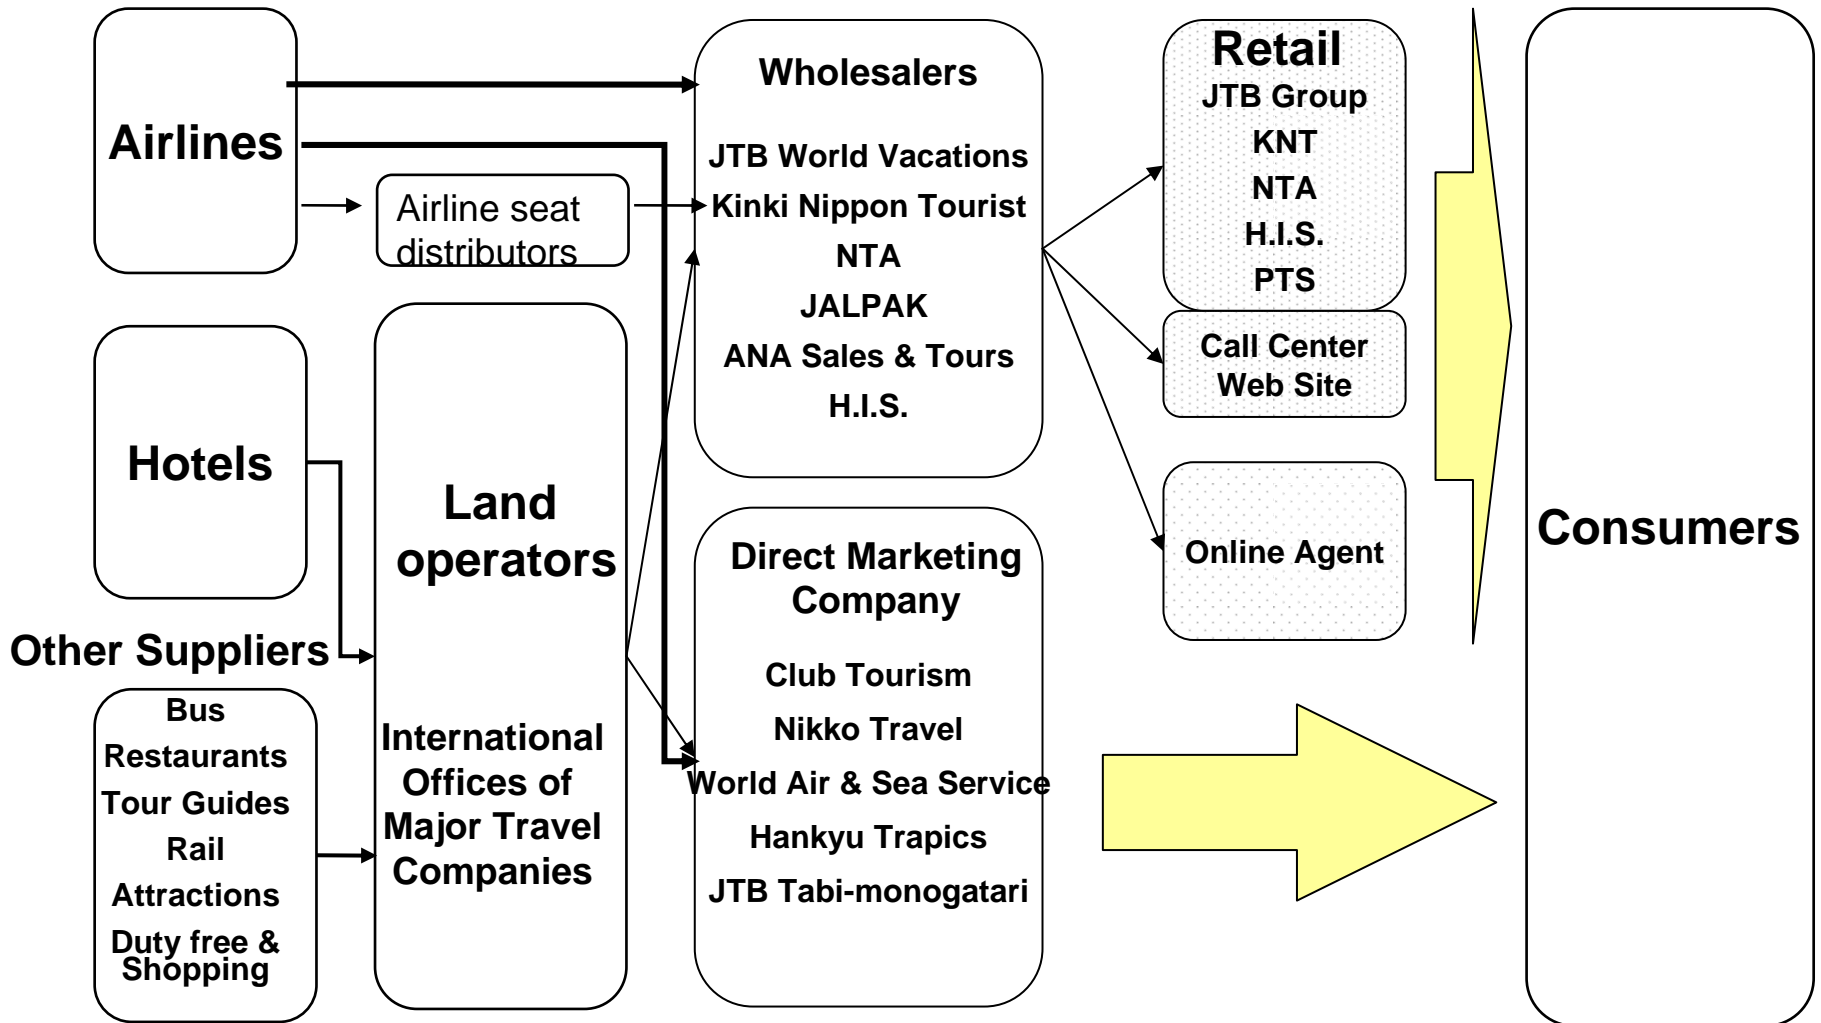 Airlines
Airline seat
distributors
Hotels
Other Suppliers
Bus
Restaurants
Tour Guides
Rail
Attractions
Duty free &
Shopping
Land
operators
International
Offices of
Major Travel
Companies
Wholesalers
JTB World Vacations
Kinki Nippon Tourist
NTA
JALPAK
ANA Sales & Tours
H.I.S.
Direct Marketing
Company
Club Tourism
Nikko Travel
World Air & Sea Service
Hankyu Trapics
JTB Tabi-monogatari
Retail
JTB Group
KNT
NTA
H.I.S.
PTS
Call Center
Web Site
Online Agent
Consumers